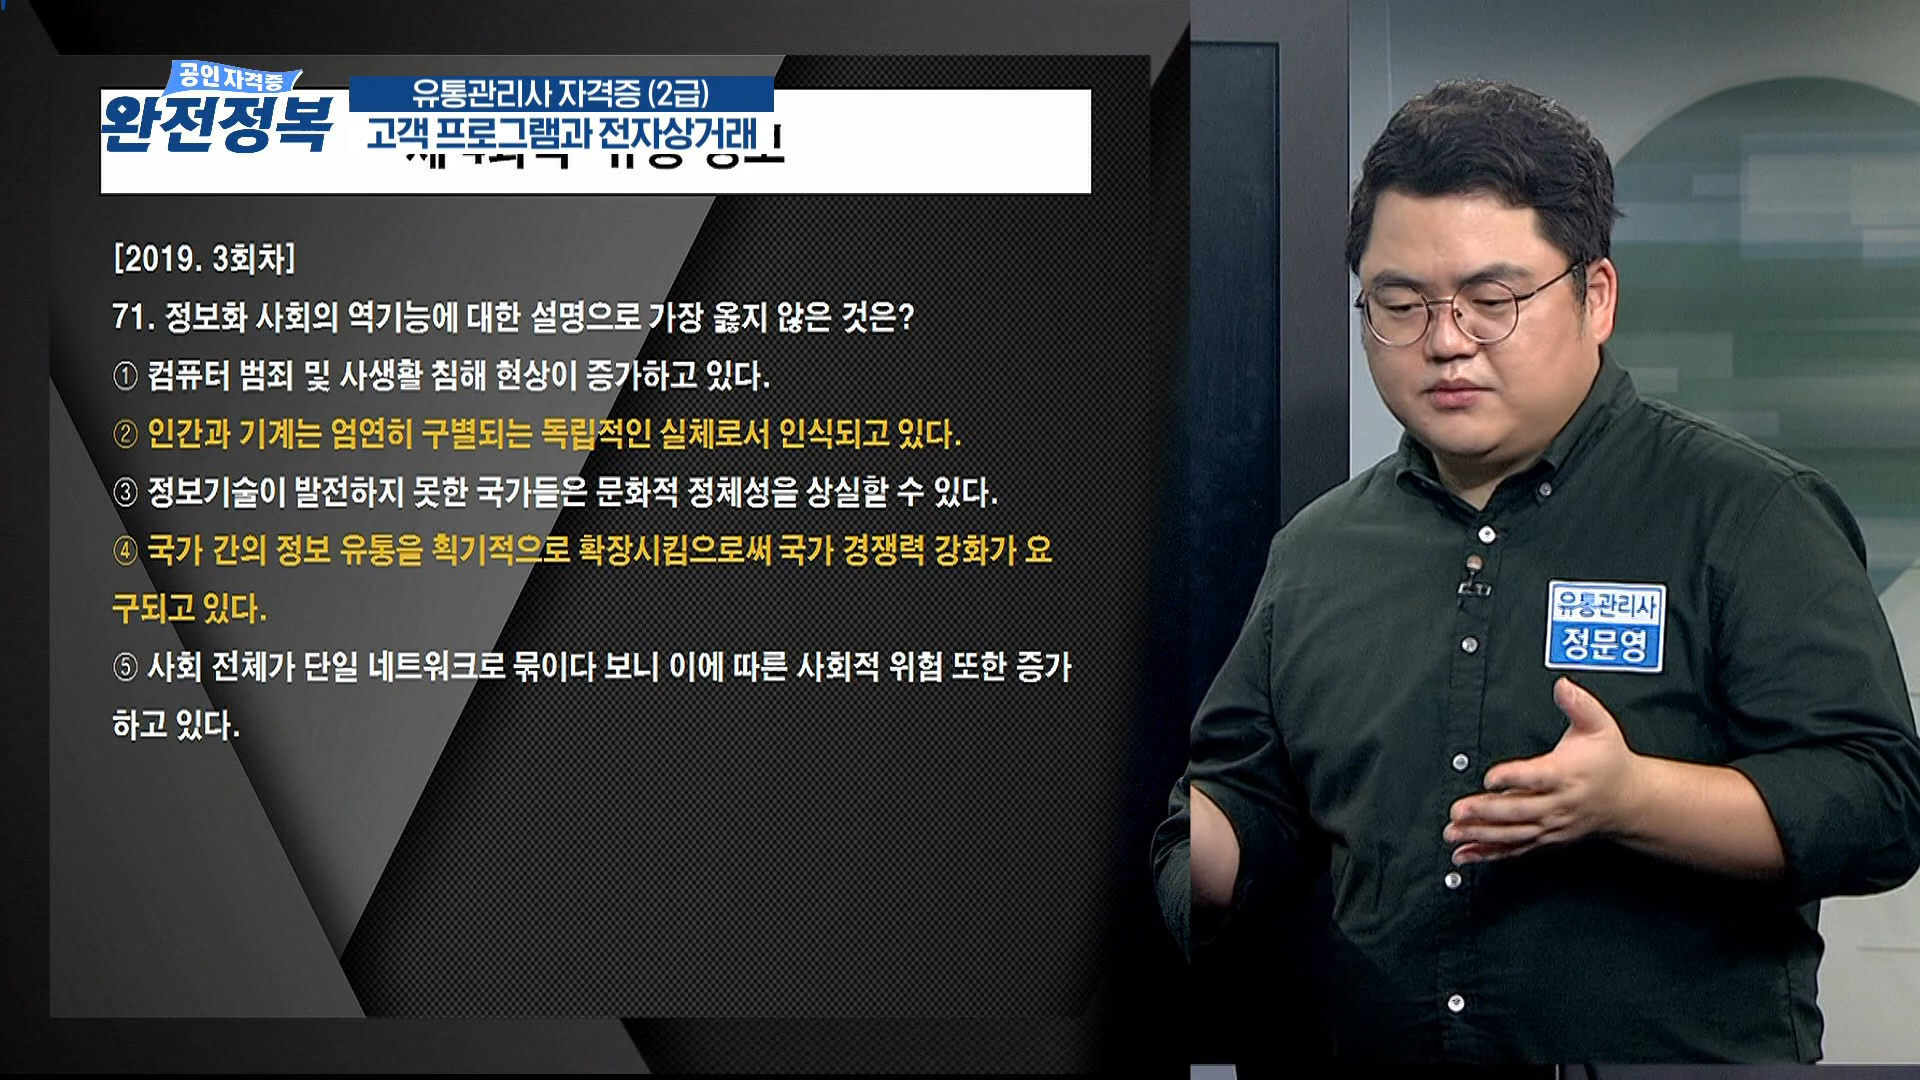 공인 자격증
완전정복
유통관리사 자격증 (2급)
고객 프로그램과 전자상거래
[2019. 3회차]
71. 정보화 사회의 역기능에 대한 설명으로 가장 옳지 않은 것은?
① 컴퓨터 범죄 및 사생활 침해 현상이 증가하고 있다.
② 인간과 기계는 엄연히 구별되는 독립적인 실체로서 인식되고 있다.
③ 정보기술이 발전하지 못한 국가들은 문화적 정체성을 상실할 수 있다.
④ 국가 간의 정보 유통을 획기적으로 확장시킴으로써 국가 경쟁력 강화가 요
구되고 있다.
⑤ 사회 전체가 단일 네트워크로 묶이다 보니 이에 따른 사회적 위험 또한 증가
하고 있다.
유통관리사
정문영